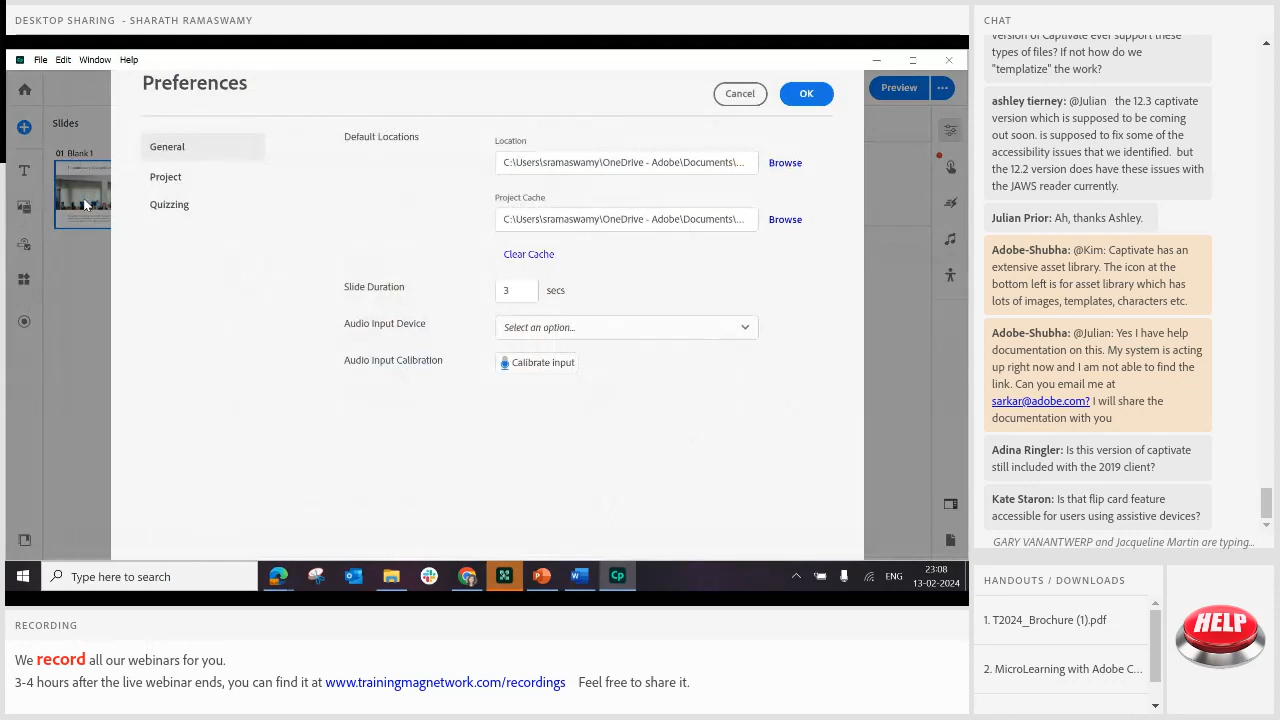 DESKTOP SHARING - SHARATH RAMASWAMY
File Edit Window Help
Preferences
Cancel
OK
Preview
Slides
01 Blank 1
General
Project
Quizzing
Default Locations
Location
C:\Users\sramaswamy\OneDrive - Adobe\Documents\...
Browse
Project Cache
C:\Users\sramaswamy\OneDrive - Adobe\Documents\...
Browse
Clear Cache
Slide Duration
3
secs
Audio Input Device
Select an option...
Audio Input Calibration
Calibrate input
Type here to search
Cp
ENG
23:08
13-02-2024
RECORDING
We record all our webinars for you.
3-4 hours after the live webinar ends, you can find it at www.trainingmagnetwork.com/recordings Feel free to share it.
CHAT
version of Captivate ever support these
types of files? If not how do we
"templatize" the work?
ashley tierney: @Julian the 12.3 captivate
version which is supposed to be coming
out soon. is supposed to fix some of the
accessibility issues that we identified. but
the 12.2 version does have these issues with
the JAWS reader currently.
Julian Prior: Ah, thanks Ashley.
Adobe-Shubha: @Kim: Captivate has an
extensive asset library. The icon at the
bottom left is for asset library which has
lots of images, templates, characters etc.
Adobe-Shubha: @Julian: Yes I have help
documentation on this. My system is acting
up right now and I am not able to find the
link. Can you email me at
sarkar@adobe.com? I will share the
documentation with you
Adina Ringler: Is this version of captivate
still included with the 2019 client?
Kate Staron: Is that flip card feature
accessible for users using assistive devices?
GARY VANANTWERP and Jacqueline Martin are typing...
HANDOUTS / DOWNLOADS
1. T2024_Brochure (1).pdf
2. MicroLearning with Adobe C...
HELP